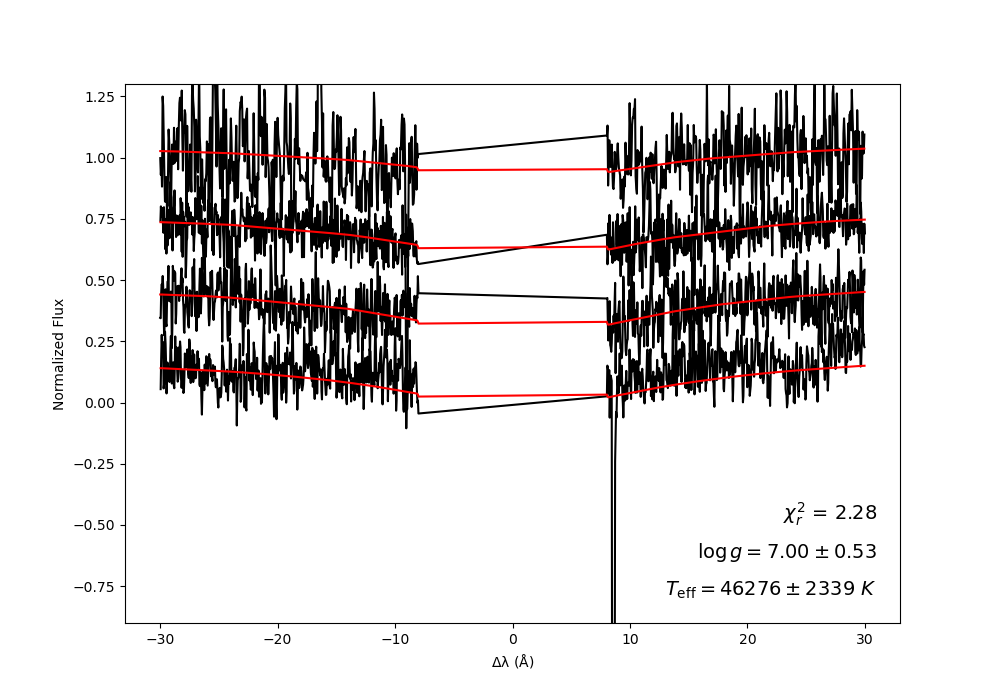 1.25
1.00
0.75
0.50
0.25
0.00
−0.25
−0.50
−0.75
Normalized Flux
χ²ᵣ = 2.28
log g = 7.00 ± 0.53
T_eff = 46276 ± 2339 K
−30 −20 −10 0 10 20 30
Δλ (Å)